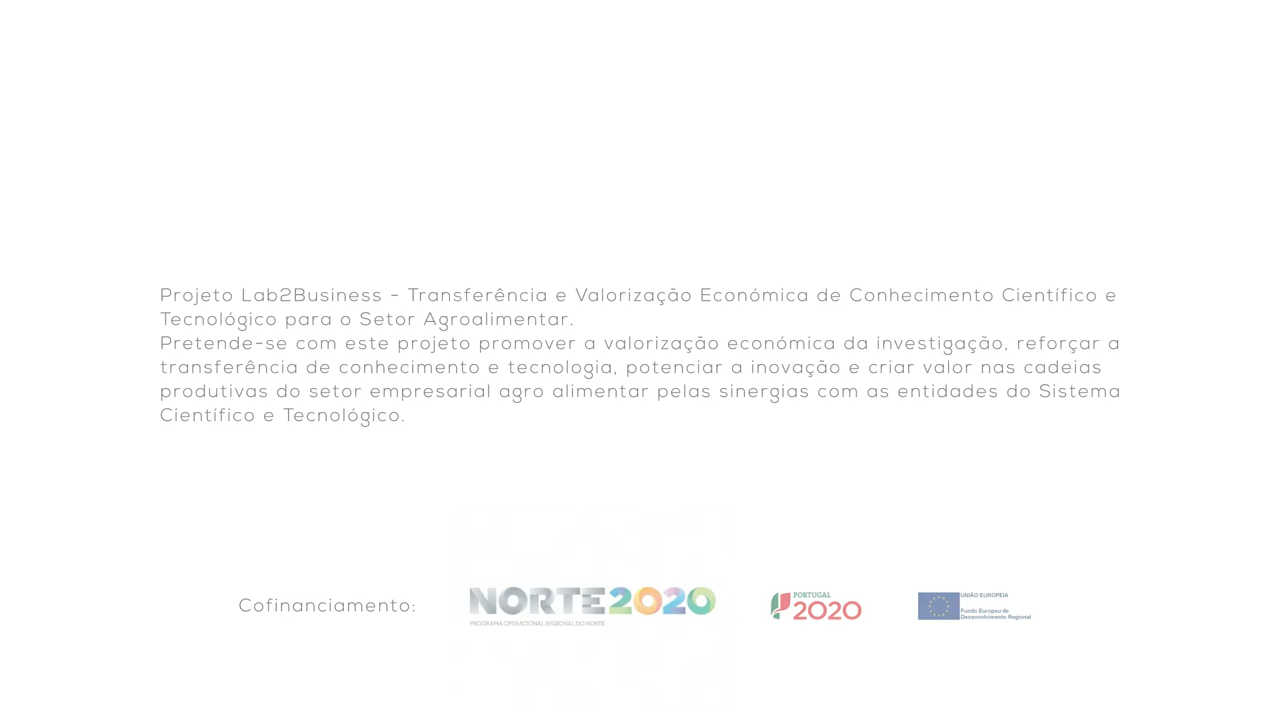 Projeto Lab2Business - Transferência e Valorização Económica de Conhecimento Científico e
Tecnológico para o Setor Agroalimentar.
Pretende-se com este projeto promover a valorização económica da investigação, reforçar a
transferência de conhecimento e tecnologia, potenciar a inovação e criar valor nas cadeias
produtivas do setor empresarial agro alimentar pelas sinergias com as entidades do Sistema
Científico e Tecnológico.
Cofinanciamento:
NORTE2020
PROGRAMA OPERACIONAL REGIONAL DO NORTE
PORTUGAL
2020
UNIÃO EUROPEIA
Fundo Europeu de
Desenvolvimento Regional